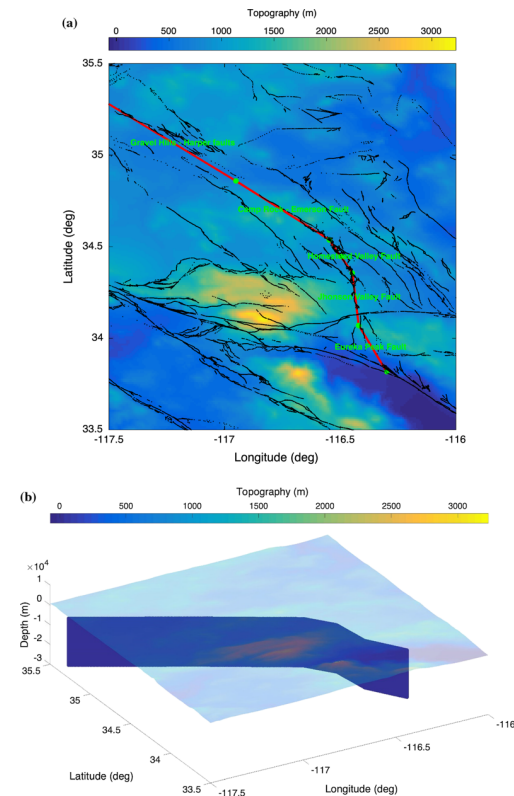 Topography (m)
(a)
0 500 1000 1500 2000 2500 3000
35.5
Gravel Hills - Harper faults
35
Camp Rock - Emerson Fault
34.5
Homestead Valley Fault
Johnson Valley Fault
34
Eureka Peak Fault
33.5
Latitude (deg)
-117.5 -117 -116.5 -116
Longitude (deg)
(b)
Topography (m)
0 500 1000 1500 2000 2500 3000
×10⁴
1
0
-1
-2
-3
Depth (m)
35.5
35
34.5
34
33.5
Latitude (deg)
-117.5
-117
-116.5
-116
Longitude (deg)